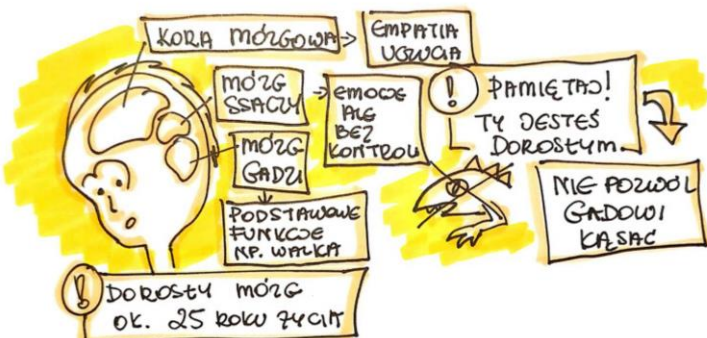 KORA MÓZGOWA
EMPATIA
UCZUCIA
MÓZG
SSACZY
EMOCJE
ALE
BEZ
KONTROLI
MÓZG
GADZI
PODSTAWOWE
FUNKCJE
NP. WALKA
! DOROSŁY MÓZG
OK. 25 ROKU ŻYCIA
! PAMIĘTAJ!
TY JESTEŚ
DOROSŁYM
NIE POZWÓL
GADOWI
KĄSAĆ